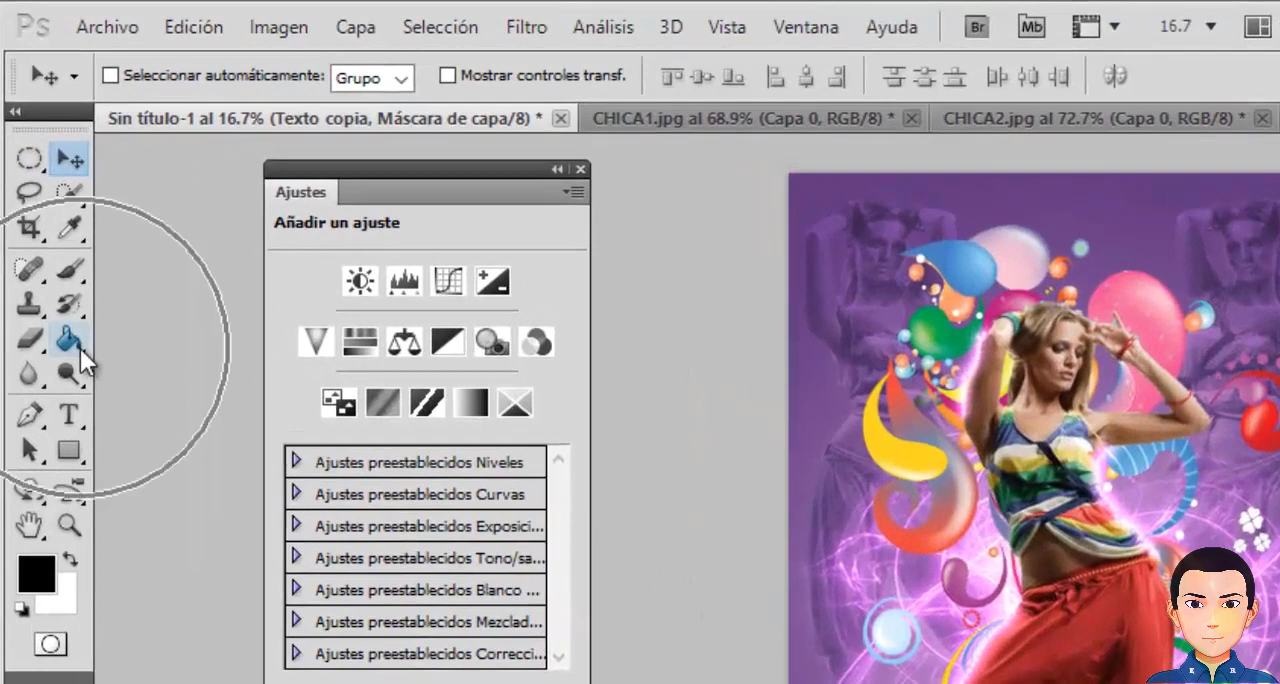 Ps Archivo Edición Imagen Capa Selección Filtro Análisis 3D Vista Ventana Ayuda Br Mb 16.7
Seleccionar automáticamente: Grupo Mostrar controles transf.
Sin título-1 al 16.7% (Texto copia, Máscara de capa/8) * CHICA1.jpg al 68.9% (Capa 0, RGB/8) * CHICA2.jpg al 72.7% (Capa 0, RGB/8) *
Ajustes
Añadir un ajuste
T
Ajustes preestablecidos Niveles
Ajustes preestablecidos Curvas
Ajustes preestablecidos Exposici...
Ajustes preestablecidos Tono/sa...
Ajustes preestablecidos Blanco ...
Ajustes preestablecidos Mezclad...
Ajustes preestablecidos Correcci...
K R